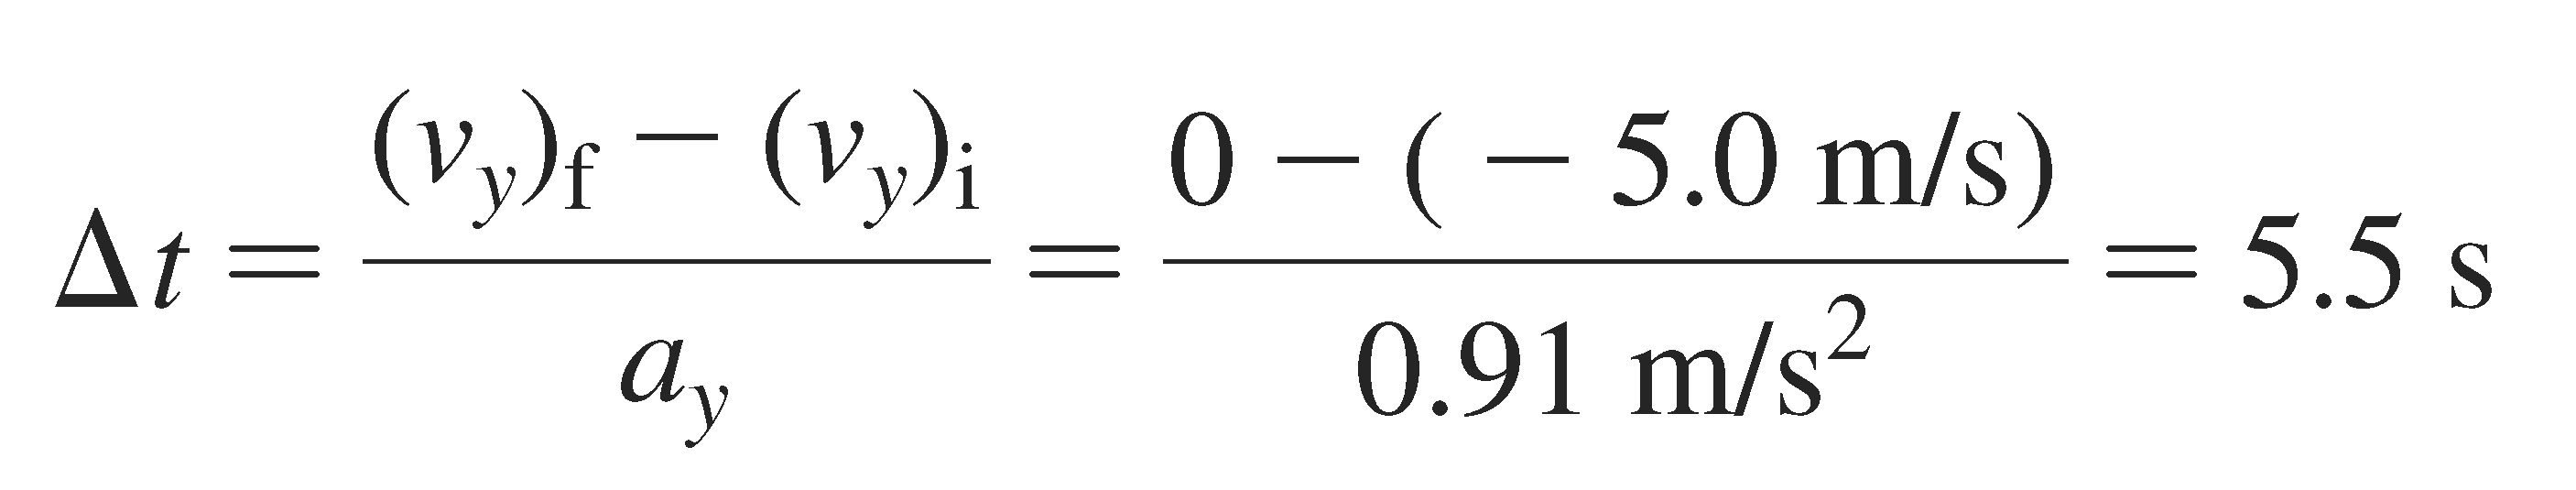 Δt = ((v_y)_f − (v_y)_i) / a_y = (0 − ( − 5.0 m/s)) / (0.91 m/s²) = 5.5 s